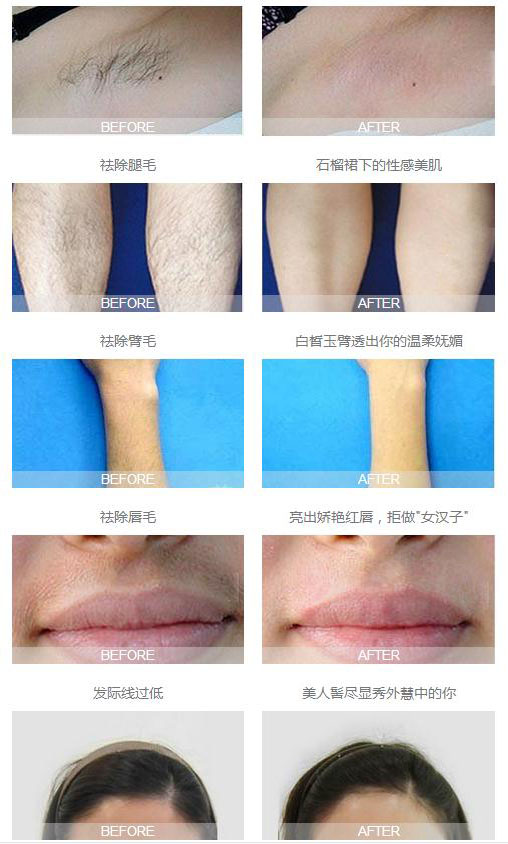 BEFORE
AFTER
祛除腿毛
石榴裙下的性感美肌
BEFORE
AFTER
祛除臂毛
白皙玉臂透出你的温柔妩媚
BEFORE
AFTER
祛除唇毛
亮出娇艳红唇，拒做"女汉子"
BEFORE
AFTER
发际线过低
美人髻尽显秀外慧中的你
BEFORE
AFTER